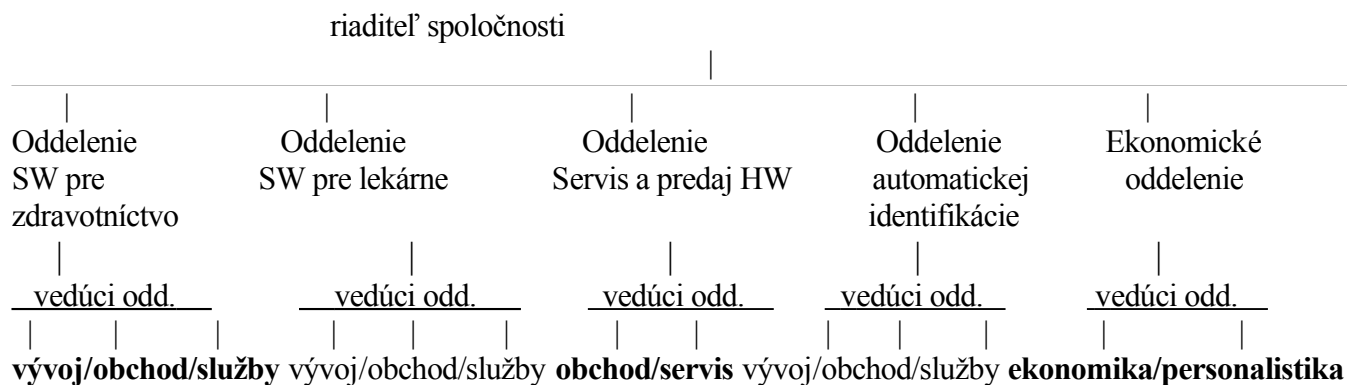 riaditeľ spoločnosti
Oddelenie Oddelenie Oddelenie Oddelenie Ekonomické
SW pre SW pre lekárne Servis a predaj HW automatickej oddelenie
zdravotníctvo identifikácie
vedúci odd. vedúci odd. vedúci odd. vedúci odd. vedúci odd.
vývoj/obchod/služby vývoj/obchod/služby obchod/servis vývoj/obchod/služby ekonomika/personalistika